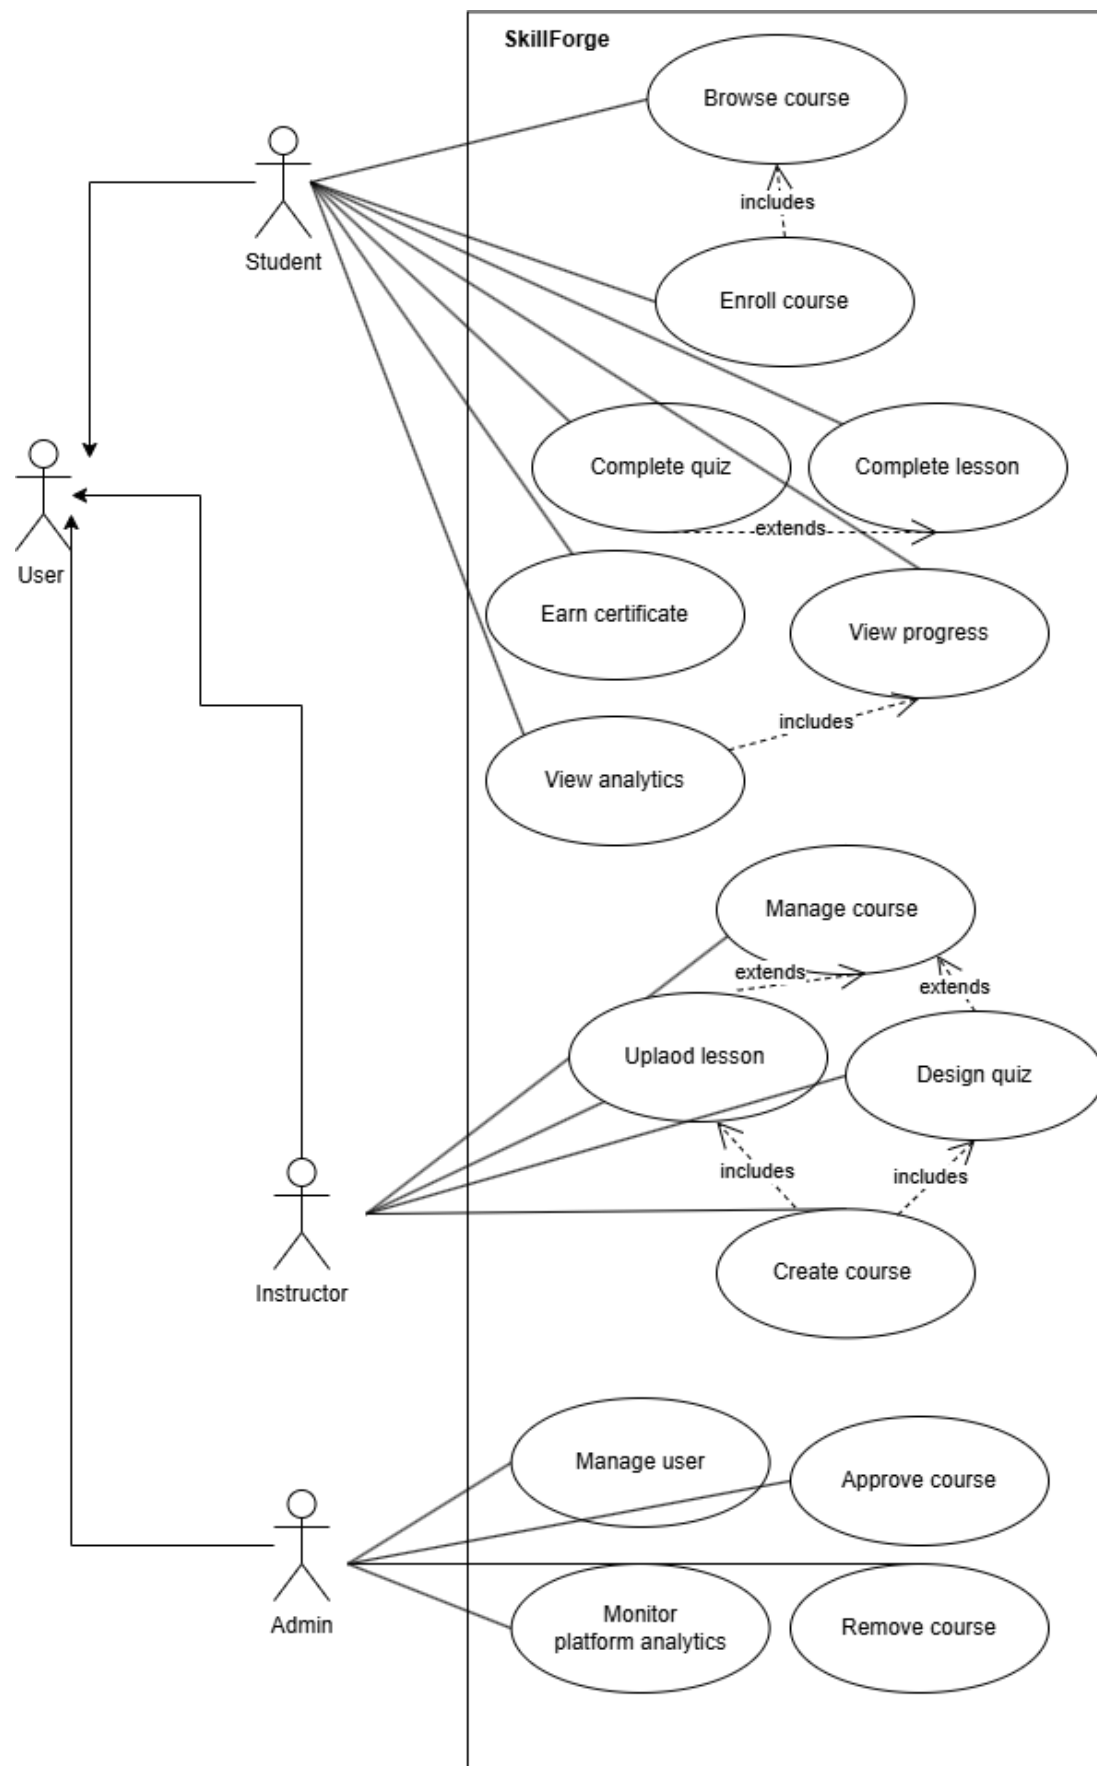 SkillForge
Browse course
includes
Student
Enroll course
Complete quiz
Complete lesson
extends
User
Earn certificate
View progress
includes
View analytics
Manage course
extends
extends
Uplaod lesson
Design quiz
includes
includes
Create course
Instructor
Manage user
Approve course
Admin
Monitor
platform analytics
Remove course